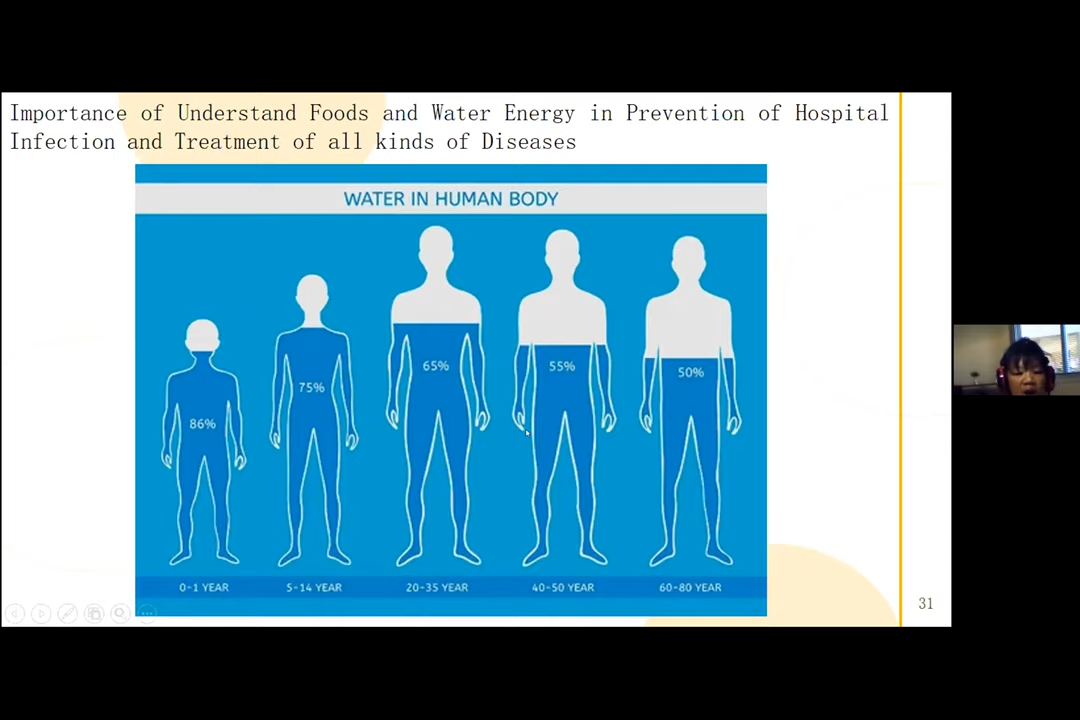 Importance of Understand Foods and Water Energy in Prevention of Hospital
Infection and Treatment of all kinds of Diseases
WATER IN HUMAN BODY
86%
75%
65%
55%
50%
0-1 YEAR
5-14 YEAR
20-35 YEAR
40-50 YEAR
60-80 YEAR
31